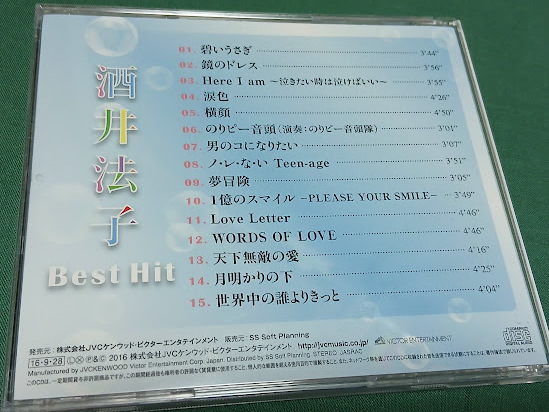 酒井法子
Best Hit
01. 碧いうさぎ 3'44"
02. 鏡のドレス 3'56"
03. Here I am ~泣きたい時は泣けばいい~ 3'55"
04. 涙色 4'26"
05. 横顔 4'50"
06. のりピー音頭(演奏:のりピー音頭隊) 3'01"
07. 男のコになりたい 3'07"
08. ノ・レ・な・い Teen-age 3'51"
09. 夢冒険 3'05"
10. 1億のスマイル -PLEASE YOUR SMILE- 3'49"
11. Love Letter 4'46"
12. WORDS OF LOVE 4'46"
13. 天下無敵の愛 4'16"
14. 月明かりの下 4'25"
15. 世界中の誰よりきっと 4'04"
発売元:株式会社JVCケンウッド・ビクターエンタテインメント 販売元:SS Soft Planning
16・9・28 Ⓛ Ⓧ Ⓟ&© 2016 株式会社JVCケンウッド・ビクターエンタテインメント http://jvcmusic.co.jp/ VICTOR ENTERTAINMENT
Manufactured by JVCKENWOOD Victor Entertainment Corp. Japan. Distributed by SS Soft Planning STEREO JASRAC